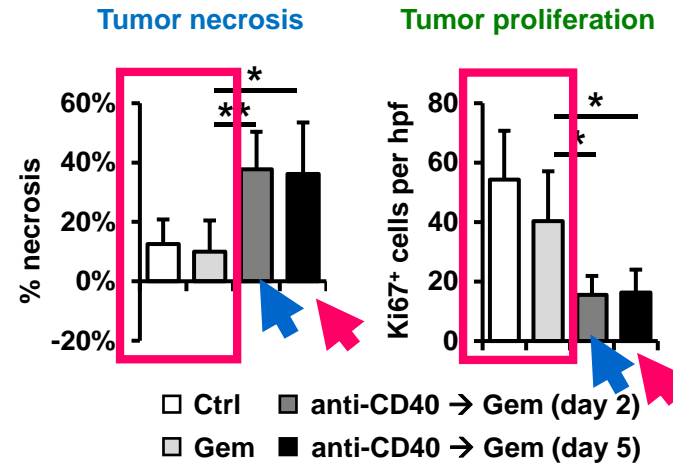 Tumor necrosis
Tumor proliferation
% necrosis
60%
40%
20%
0%
-20%
*
**
Ki67⁺ cells per hpf
80
60
40
20
0
*
*
Ctrl
anti-CD40 → Gem (day 2)
Gem
anti-CD40 → Gem (day 5)